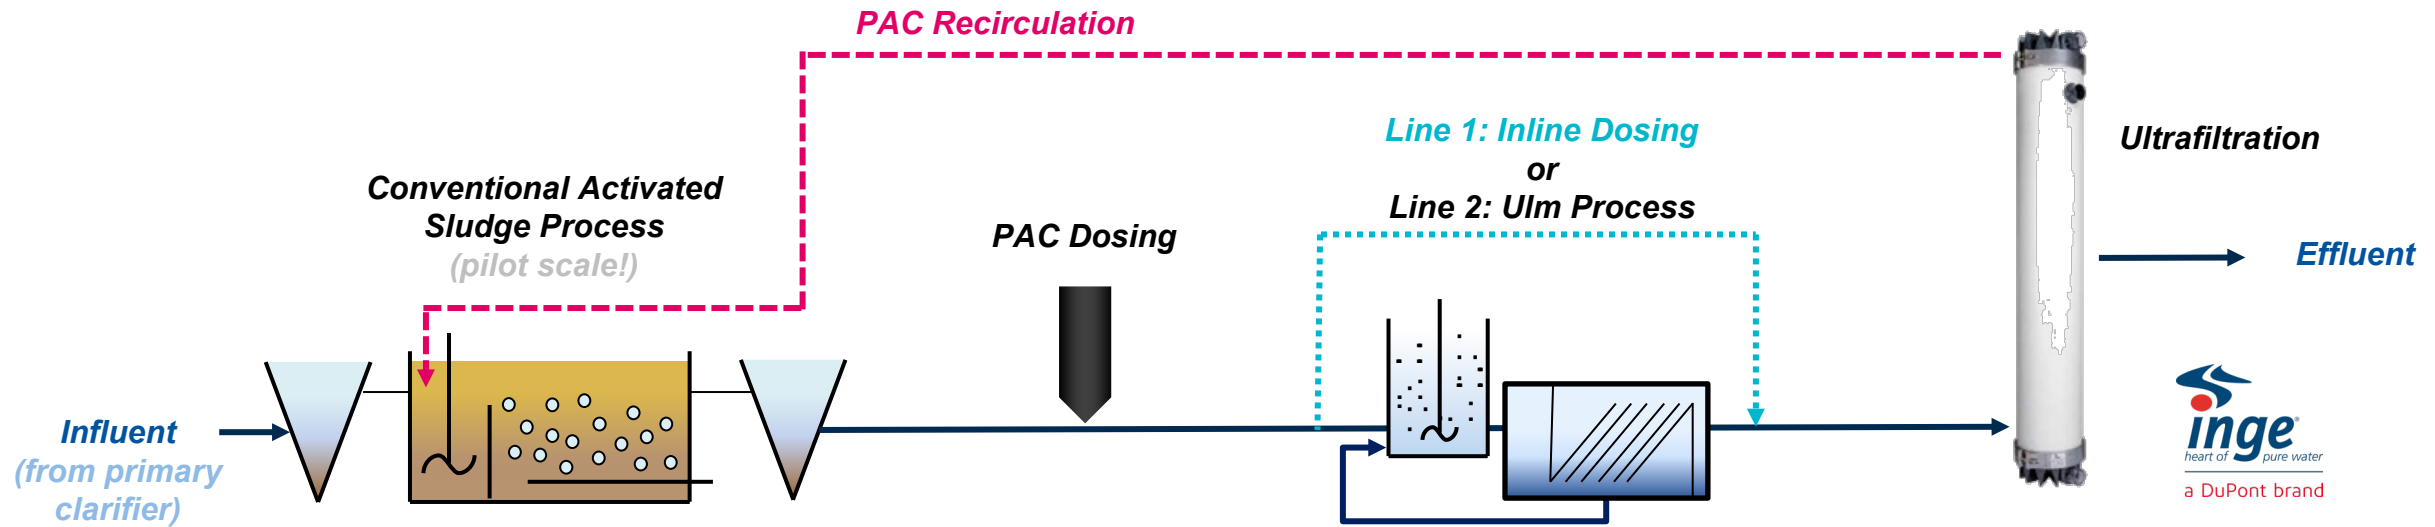 PAC Recirculation
Line 1: Inline Dosing
or
Line 2: Ulm Process
Ultrafiltration
Conventional Activated
Sludge Process
(pilot scale!)
PAC Dosing
Effluent
Influent
(from primary
clarifier)
inge®
heart of pure water
a DuPont brand